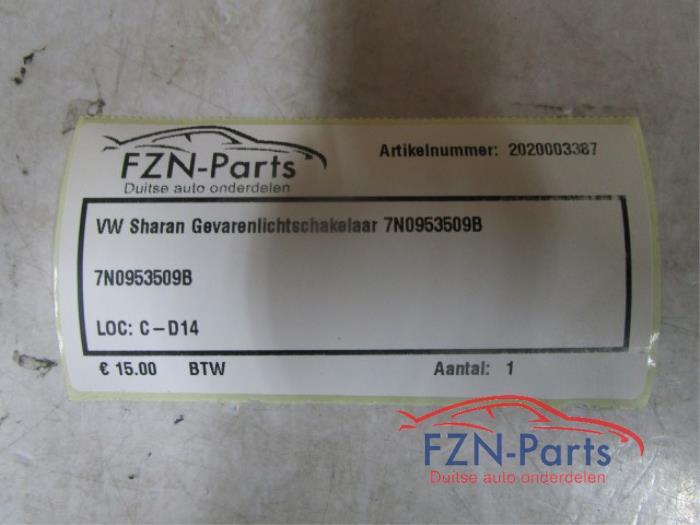 FZN-Parts
Duitse auto onderdelen
Artikelnummer: 2020003387
VW Sharan Gevarenlichtschakelaar 7N0953509B
7N0953509B
LOC: C-D14
€ 15.00 BTW Aantal: 1
FZN-Parts
Duitse auto onderdelen